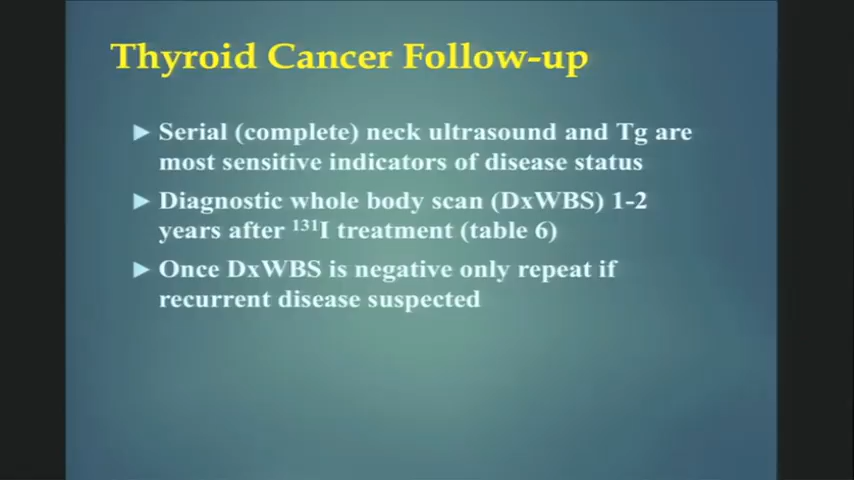 Thyroid Cancer Follow-up
► Serial (complete) neck ultrasound and Tg are
most sensitive indicators of disease status
► Diagnostic whole body scan (DxWBS) 1-2
years after ¹³¹I treatment (table 6)
► Once DxWBS is negative only repeat if
recurrent disease suspected